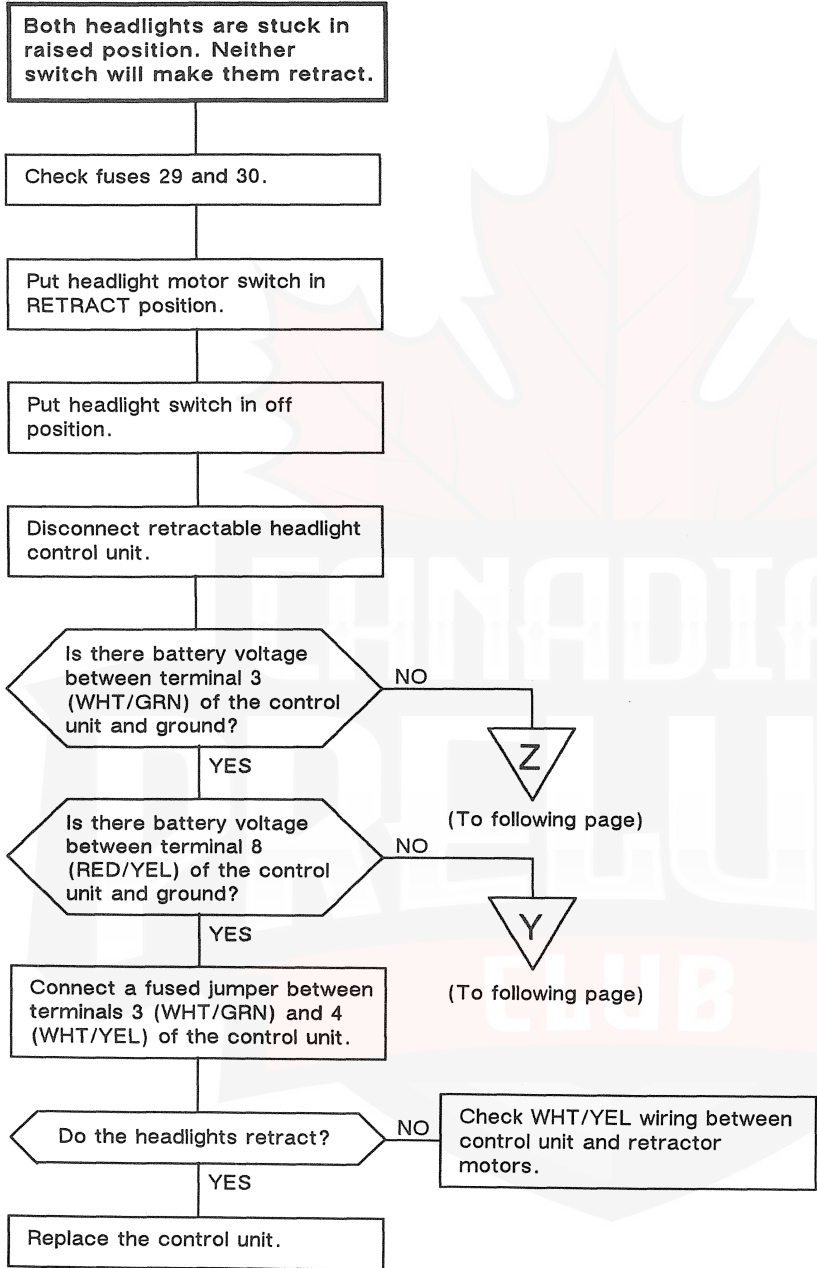 Both headlights are stuck in
raised position. Neither
switch will make them retract.
Check fuses 29 and 30.
Put headlight motor switch in
RETRACT position.
Put headlight switch in off
position.
Disconnect retractable headlight
control unit.
Is there battery voltage
between terminal 3
(WHT/GRN) of the control
unit and ground?
NO
Z
(To following page)
YES
Is there battery voltage
between terminal 8
(RED/YEL) of the control
unit and ground?
NO
Y
(To following page)
YES
Connect a fused jumper between
terminals 3 (WHT/GRN) and 4
(WHT/YEL) of the control unit.
Do the headlights retract?
NO
Check WHT/YEL wiring between
control unit and retractor
motors.
YES
Replace the control unit.
CANADIA
PRELU
CLUB